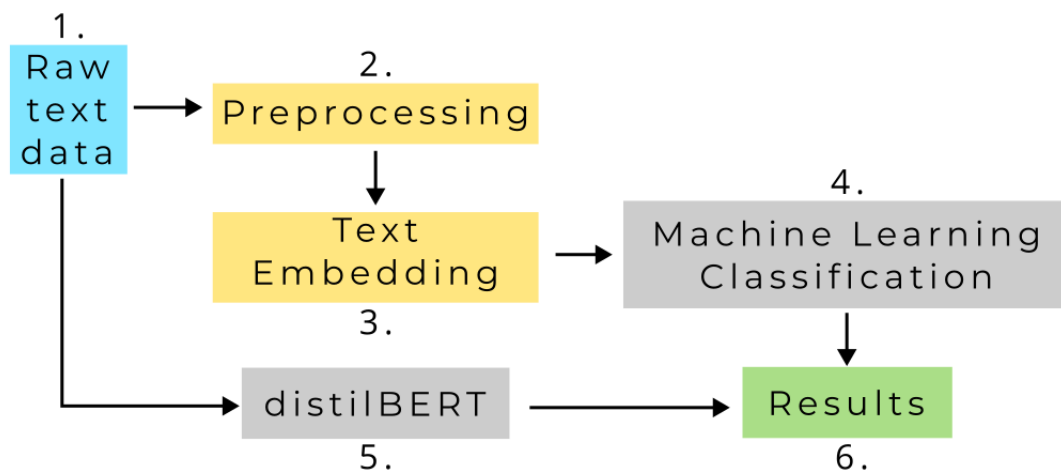 1.
Raw
text
data
2.
Preprocessing
Text
Embedding
3.
4.
Machine Learning
Classification
distilBERT
5.
Results
6.